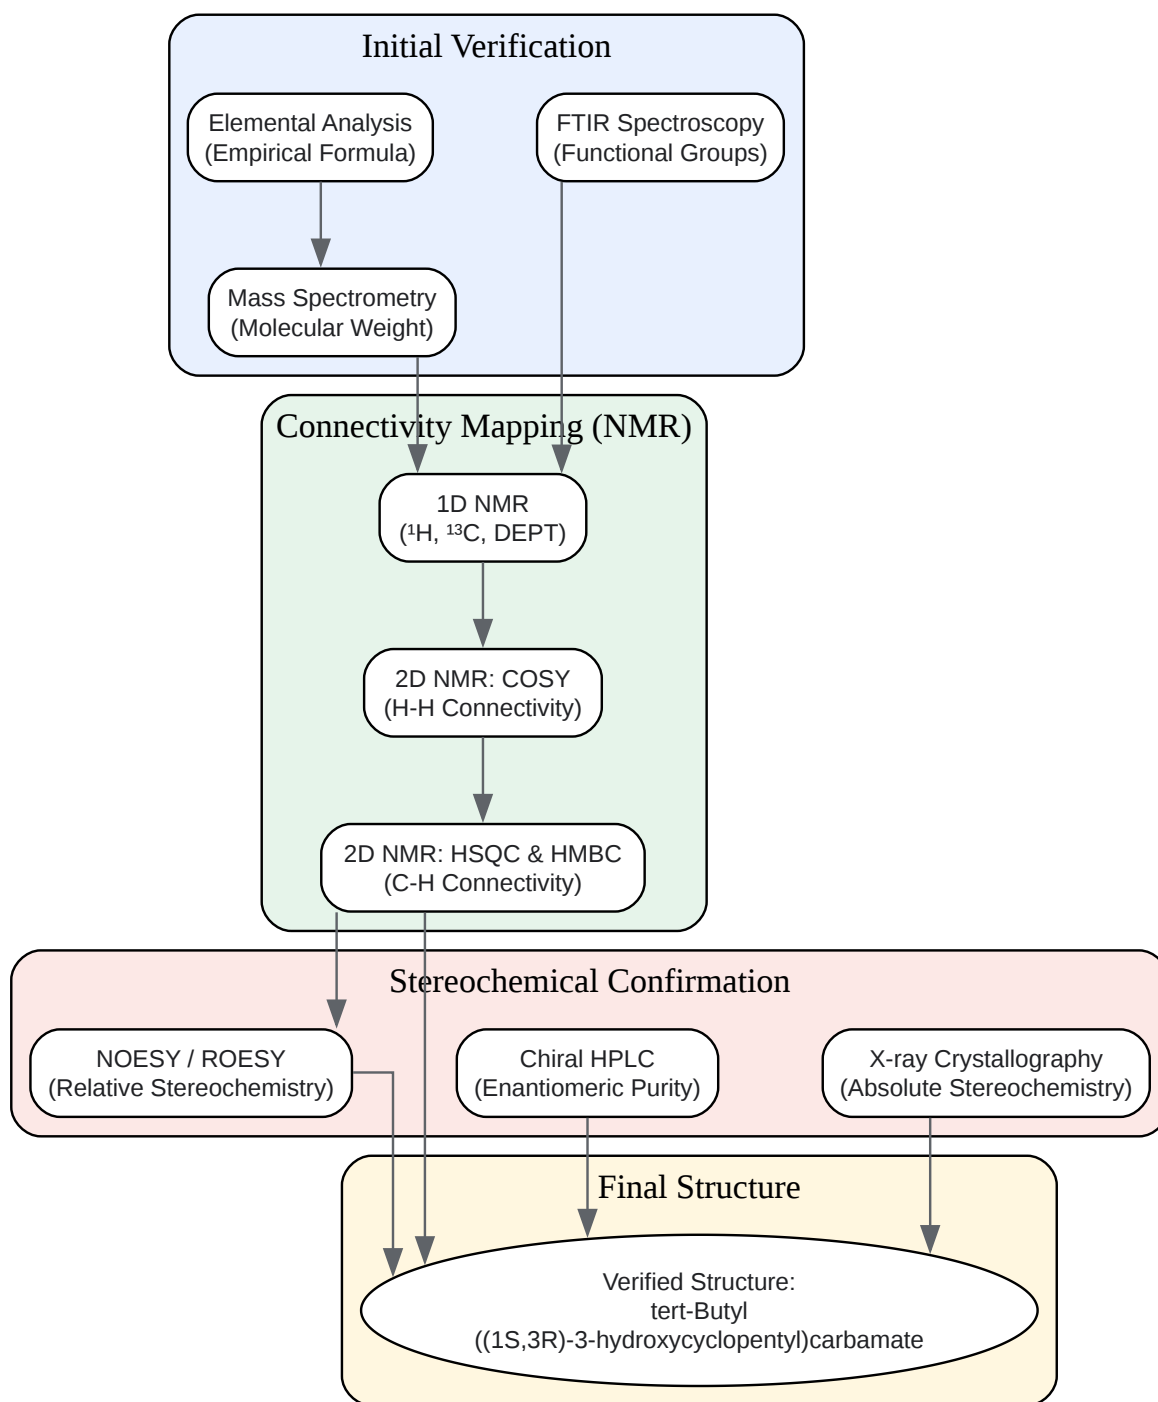 Initial Verification
Elemental Analysis
(Empirical Formula)
FTIR Spectroscopy
(Functional Groups)
Mass Spectrometry
(Molecular Weight)
Connectivity Mapping (NMR)
1D NMR
(¹H, ¹³C, DEPT)
2D NMR: COSY
(H-H Connectivity)
2D NMR: HSQC & HMBC
(C-H Connectivity)
Stereochemical Confirmation
NOESY / ROESY
(Relative Stereochemistry)
Chiral HPLC
(Enantiomeric Purity)
X-ray Crystallography
(Absolute Stereochemistry)
Final Structure
Verified Structure:
tert-Butyl
((1S,3R)-3-hydroxycyclopentyl)carbamate